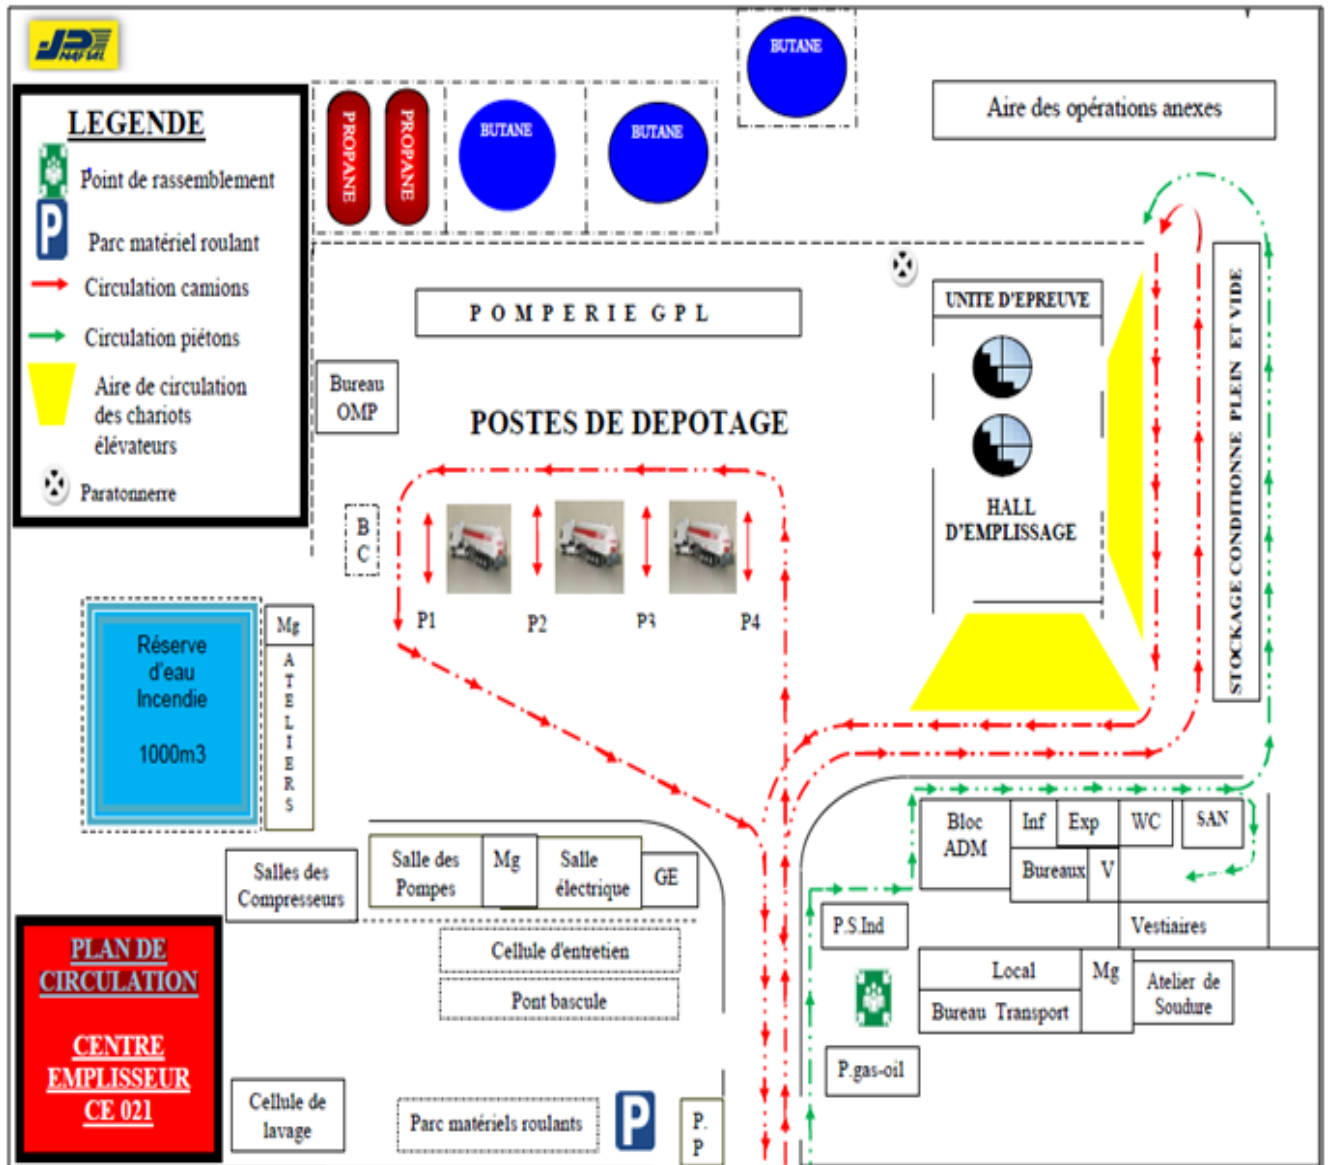 NAFTAL
LEGENDE
Point de rassemblement
P
Parc matériel roulant
Circulation camions
Circulation piétons
Aire de circulation
des chariots
élévateurs
Paratonnerre
PROPANE
PROPANE
BUTANE
BUTANE
BUTANE
Aire des opérations anexes
POMPERIE GPL
Bureau
OMP
POSTES DE DEPOTAGE
B
C
P1
P2
P3
P4
UNITE D'EPREUVE
HALL
D'EMPLISSAGE
STOCKAGE CONDITIONNE PLEIN ET VIDE
Réserve
d'eau
Incendie
1000m3
Mg
ATELIERS
Salles des
Compresseurs
Salle des
Pompes
Mg
Salle
électrique
GE
Cellule d'entretien
Pont bascule
Bloc
ADM
Inf
Exp
WC
SAN
Bureaux
V
Vestiaires
P.S.Ind
Local
Bureau Transport
Mg
Atelier de
Soudure
P.gas-oil
PLAN DE
CIRCULATION
CENTRE
EMPLISSEUR
CE 021
Cellule de
lavage
Parc matériels roulants
P
P.
P